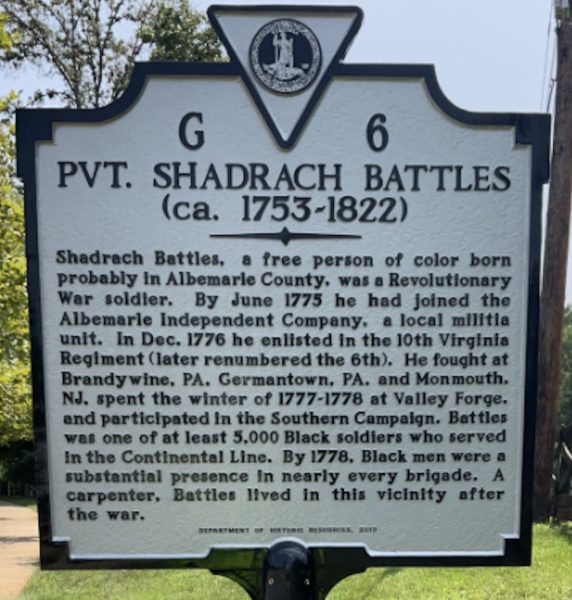 G 6
PVT. SHADRACH BATTLES
(ca. 1753-1822)
Shadrach Battles, a free person of color born
probably in Albemarle County, was a Revolutionary
War soldier. By June 1775 he had joined the
Albemarle Independent Company, a local militia
unit. In Dec. 1776 he enlisted in the 10th Virginia
Regiment (later renumbered the 6th). He fought at
Brandywine, PA, Germantown, PA, and Monmouth,
NJ, spent the winter of 1777-1778 at Valley Forge,
and participated in the Southern Campaign. Battles
was one of at least 5,000 Black soldiers who served
in the Continental Line. By 1778, Black men were a
substantial presence in nearly every brigade. A
carpenter, Battles lived in this vicinity after
the war.
DEPARTMENT OF HISTORIC RESOURCES,